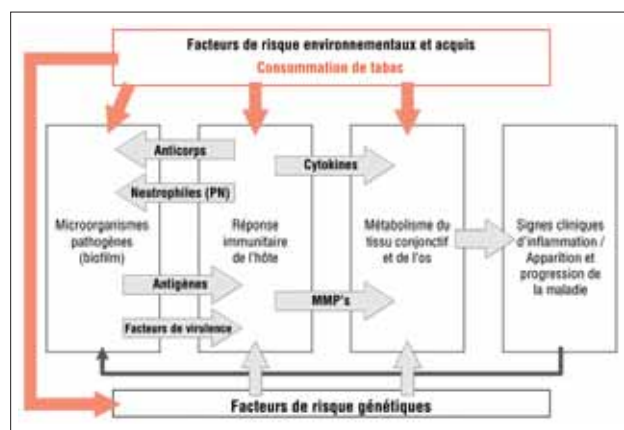 Facteurs de risque environnementaux et acquis
Consommation de tabac
Anticorps
Neutrophiles (PN)
Microorganismes
pathogènes
(biofilm)
Antigènes
Facteurs de virulence
Réponse
immunitaire
de l'hôte
Cytokines
MMP's
Métabolisme du
tissu conjonctif
et de l'os
Signes cliniques
d'inflammation /
Apparition et
progression de
la maladie
Facteurs de risque génétiques